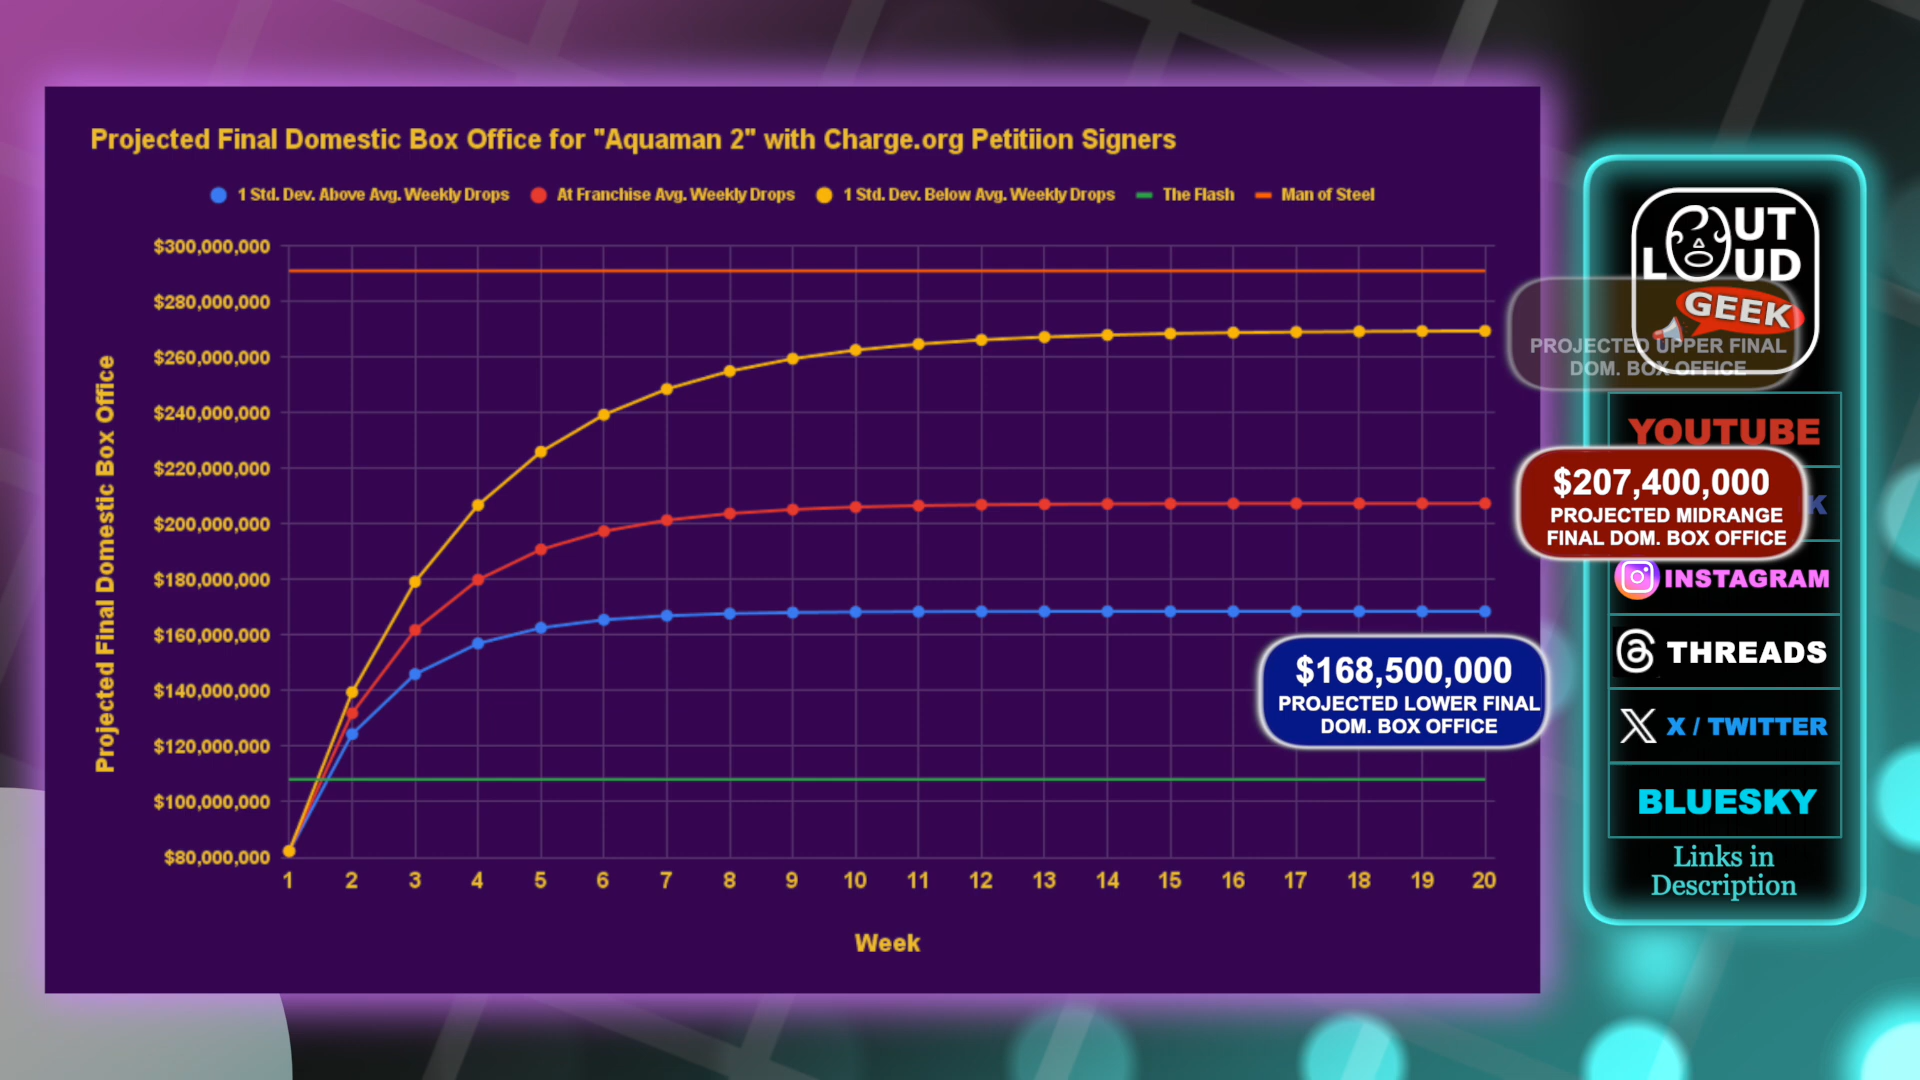 Projected Final Domestic Box Office for "Aquaman 2" with Charge.org Petitiion Signers
1 Std. Dev. Above Avg. Weekly Drops
At Franchise Avg. Weekly Drops
1 Std. Dev. Below Avg. Weekly Drops
The Flash
Man of Steel
Projected Final Domestic Box Office
$300,000,000
$280,000,000
$260,000,000
$240,000,000
$220,000,000
$200,000,000
$180,000,000
$160,000,000
$140,000,000
$120,000,000
$100,000,000
$80,000,000
1 2 3 4 5 6 7 8 9 10 11 12 13 14 15 16 17 18 19 20
Week
PROJECTED UPPER FINAL
DOM. BOX OFFICE
$207,400,000
PROJECTED MIDRANGE
FINAL DOM. BOX OFFICE
$168,500,000
PROJECTED LOWER FINAL
DOM. BOX OFFICE
OUT
LOUD
GEEK
YOUTUBE
K
INSTAGRAM
THREADS
X / TWITTER
BLUESKY
Links in
Description